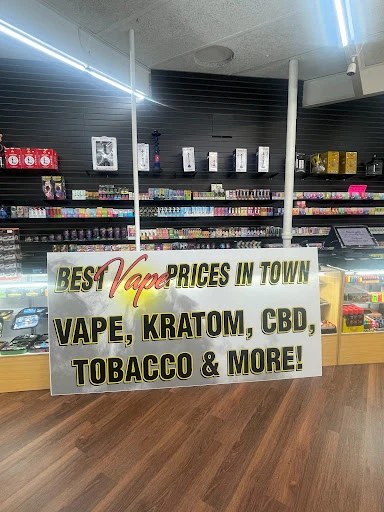 BEST Vape PRICES IN TOWN
VAPE, KRATOM, CBD,
TOBACCO & MORE!